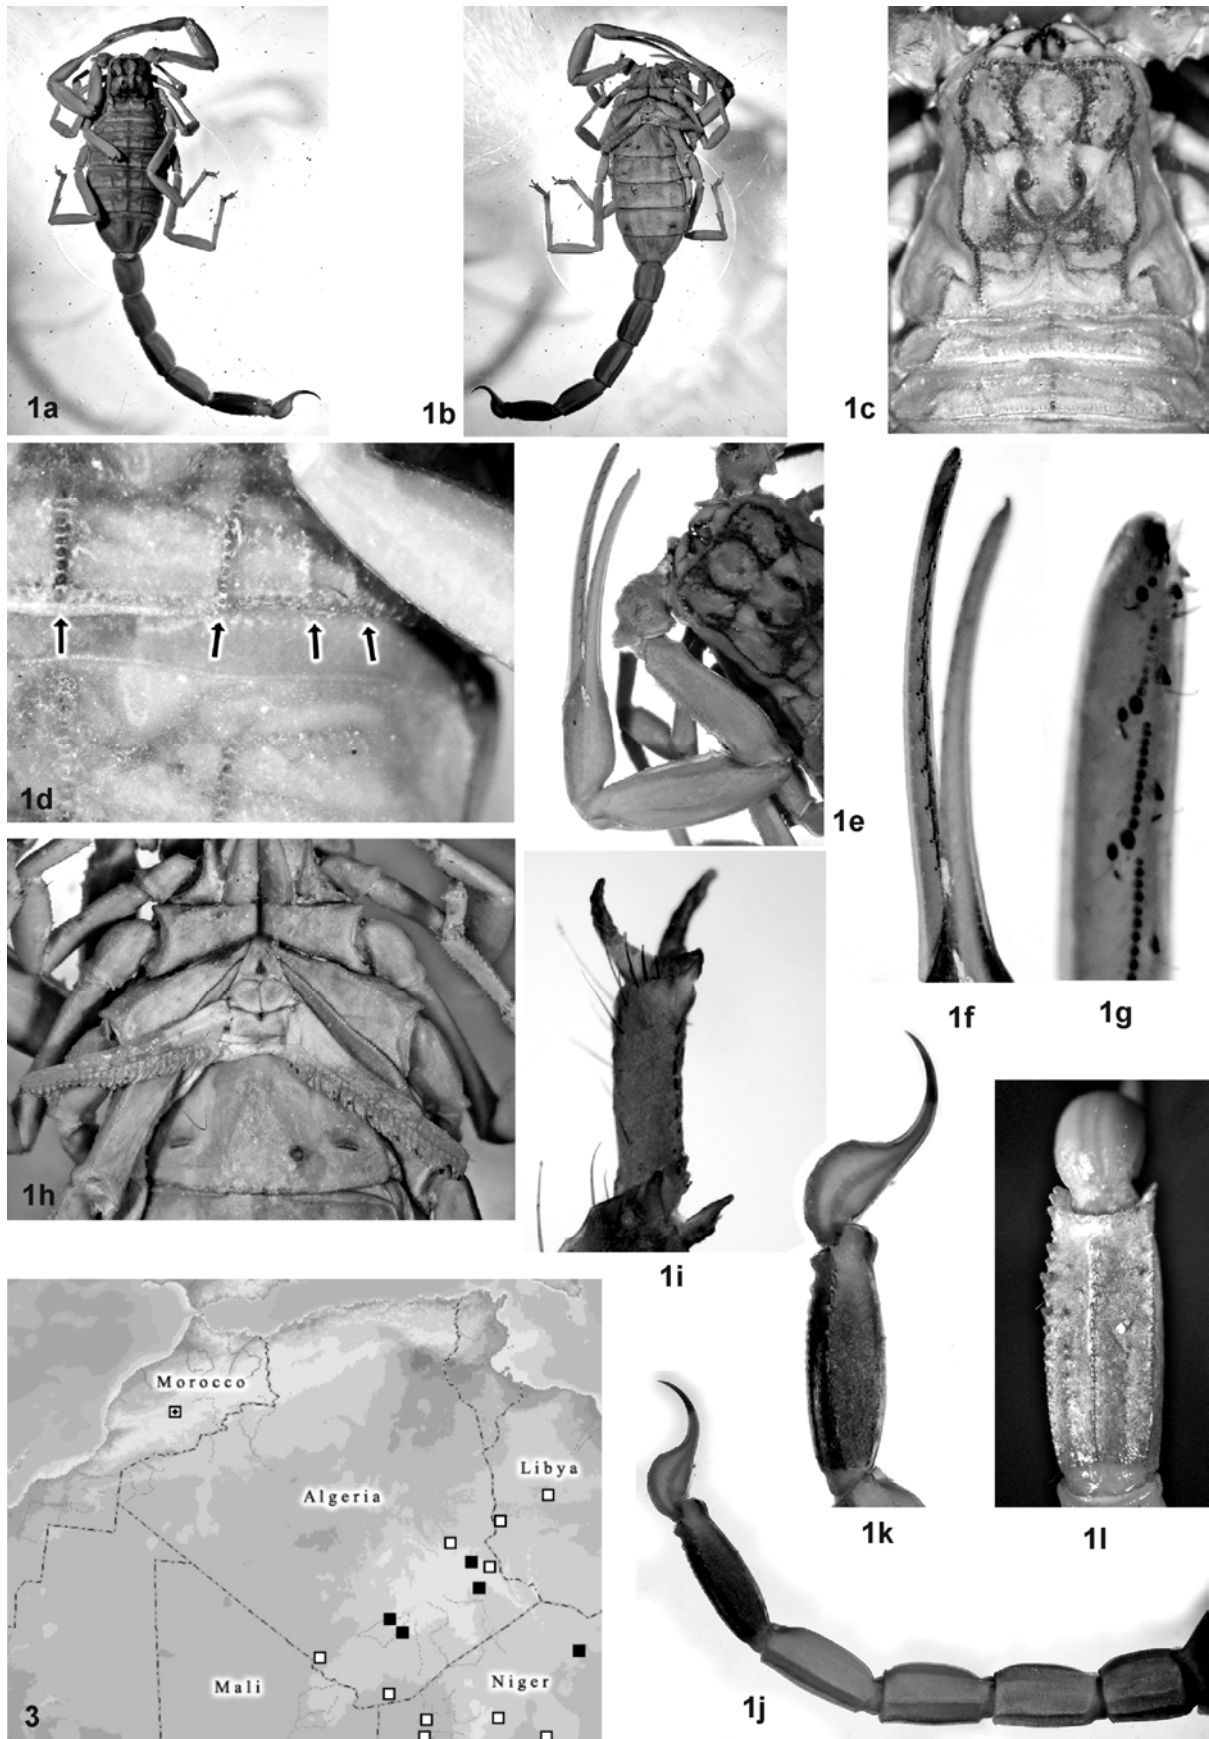 1a
1b
1c
1d
1e
1f
1g
1h
1i
1k
1l
1j
Morocco
Algeria
Libya
Mali
Niger
3